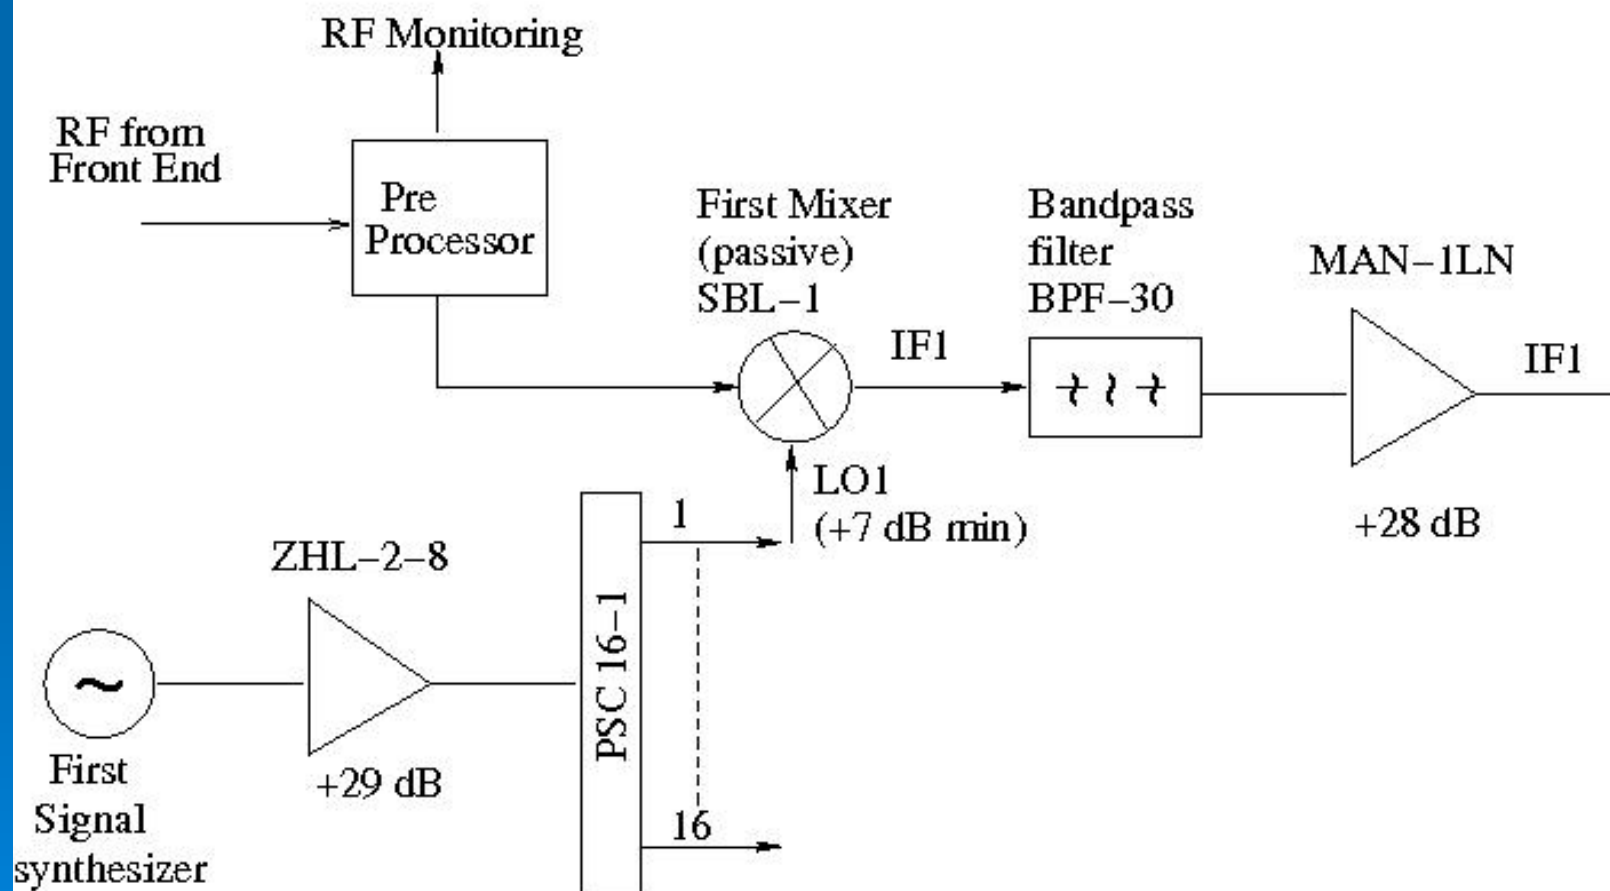 RF Monitoring
RF from
Front End
Pre
Processor
First Mixer
(passive)
SBL−1
IF1
Bandpass
filter
BPF−30
MAN−1LN
IF1
+28 dB
LO1
(+7 dB min)
1
PSC 16−1
16
ZHL−2−8
+29 dB
First
Signal
synthesizer